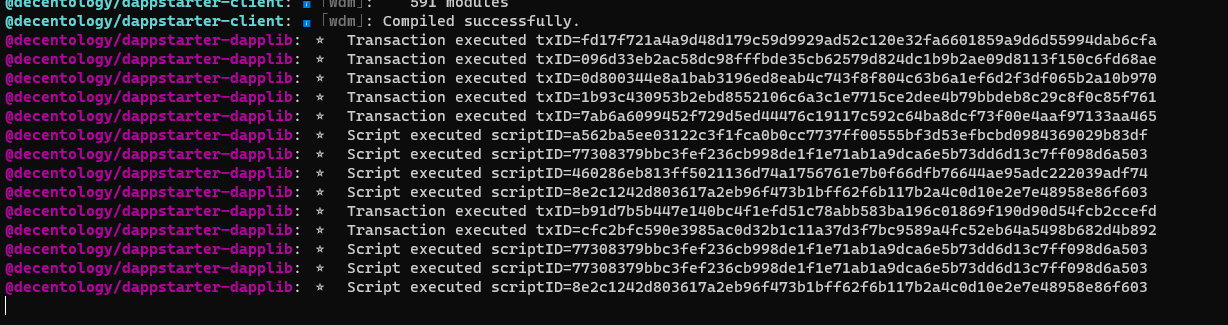 @decentology/dappstarter-client: ℹ 「wdm」:    591 modules
@decentology/dappstarter-client: ℹ 「wdm」: Compiled successfully.
@decentology/dappstarter-dapplib: ☆  Transaction executed txID=fd17f721a4a9d48d179c59d9929ad52c120e32fa6601859a9d6d55994dab6cfa
@decentology/dappstarter-dapplib: ☆  Transaction executed txID=096d33eb2ac58dc98fffbde35cb62579d824dc1b9b2ae09d8113f150c6fd68ae
@decentology/dappstarter-dapplib: ☆  Transaction executed txID=0d800344e8a1bab3196ed8eab4c743f8f804c63b6a1ef6d2f3df065b2a10b970
@decentology/dappstarter-dapplib: ☆  Transaction executed txID=1b93c430953b2ebd8552106c6a3c1e7715ce2dee4b79bbdeb8c29c8f0c85f761
@decentology/dappstarter-dapplib: ☆  Transaction executed txID=7ab6a6099452f729d5ed44476c19117c592c64ba8dcf73f00e4aaf97133aa465
@decentology/dappstarter-dapplib: ☆  Script executed scriptID=a562ba5ee03122c3f1fca0b0cc7737ff00555bf3d53efbcbd0984369029b83df
@decentology/dappstarter-dapplib: ☆  Script executed scriptID=77308379bbc3fef236cb998de1f1e71ab1a9dca6e5b73dd6d13c7ff098d6a503
@decentology/dappstarter-dapplib: ☆  Script executed scriptID=460286eb813ff5021136d74a1756761e7b0f66dfb76644ae95adc222039adf74
@decentology/dappstarter-dapplib: ☆  Script executed scriptID=8e2c1242d803617a2eb96f473b1bff62f6b117b2a4c0d10e2e7e48958e86f603
@decentology/dappstarter-dapplib: ☆  Transaction executed txID=b91d7b5b447e140bc4f1efd51c78abb583ba196c01869f190d90d54fcb2ccefd
@decentology/dappstarter-dapplib: ☆  Transaction executed txID=cfc2bfc590e3985ac0d32b1c11a37d3f7bc9589a4fc52eb64a5498b682d4b892
@decentology/dappstarter-dapplib: ☆  Script executed scriptID=77308379bbc3fef236cb998de1f1e71ab1a9dca6e5b73dd6d13c7ff098d6a503
@decentology/dappstarter-dapplib: ☆  Script executed scriptID=77308379bbc3fef236cb998de1f1e71ab1a9dca6e5b73dd6d13c7ff098d6a503
@decentology/dappstarter-dapplib: ☆  Script executed scriptID=8e2c1242d803617a2eb96f473b1bff62f6b117b2a4c0d10e2e7e48958e86f603